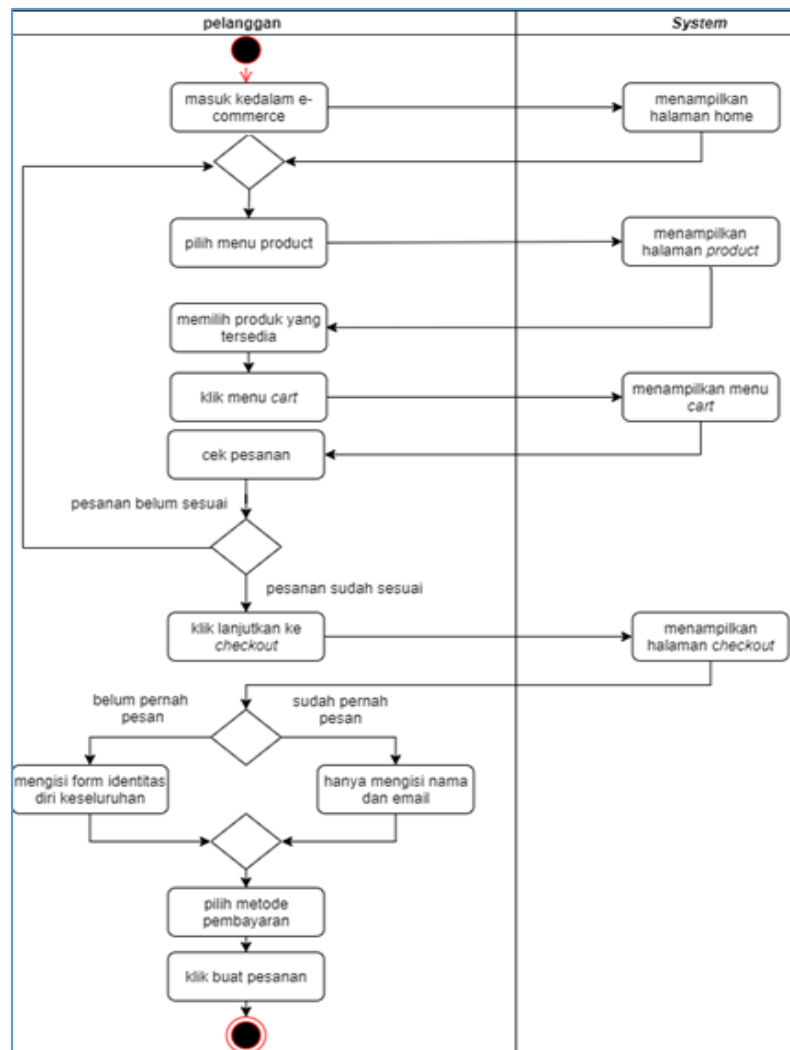 pelanggan
System
masuk kedalam e-
commerce
menampilkan
halaman home
pilih menu product
menampilkan
halaman product
memilih produk yang
tersedia
klik menu cart
menampilkan menu
cart
cek pesanan
pesanan belum sesuai
pesanan sudah sesuai
klik lanjutkan ke
checkout
menampilkan
halaman checkout
belum pernah
pesan
sudah pernah
pesan
mengisi form identitas
diri keseluruhan
hanya mengisi nama
dan email
pilih metode
pembayaran
klik buat pesanan